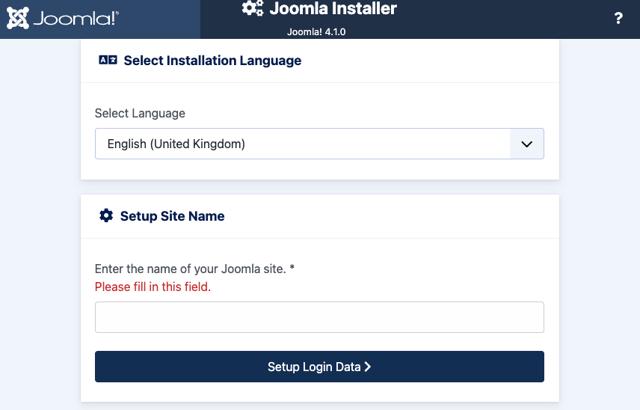 Joomla!
Joomla Installer
?
Joomla! 4.1.0
Select Installation Language
Select Language
English (United Kingdom)
Setup Site Name
Enter the name of your Joomla site. *
Please fill in this field.
Setup Login Data